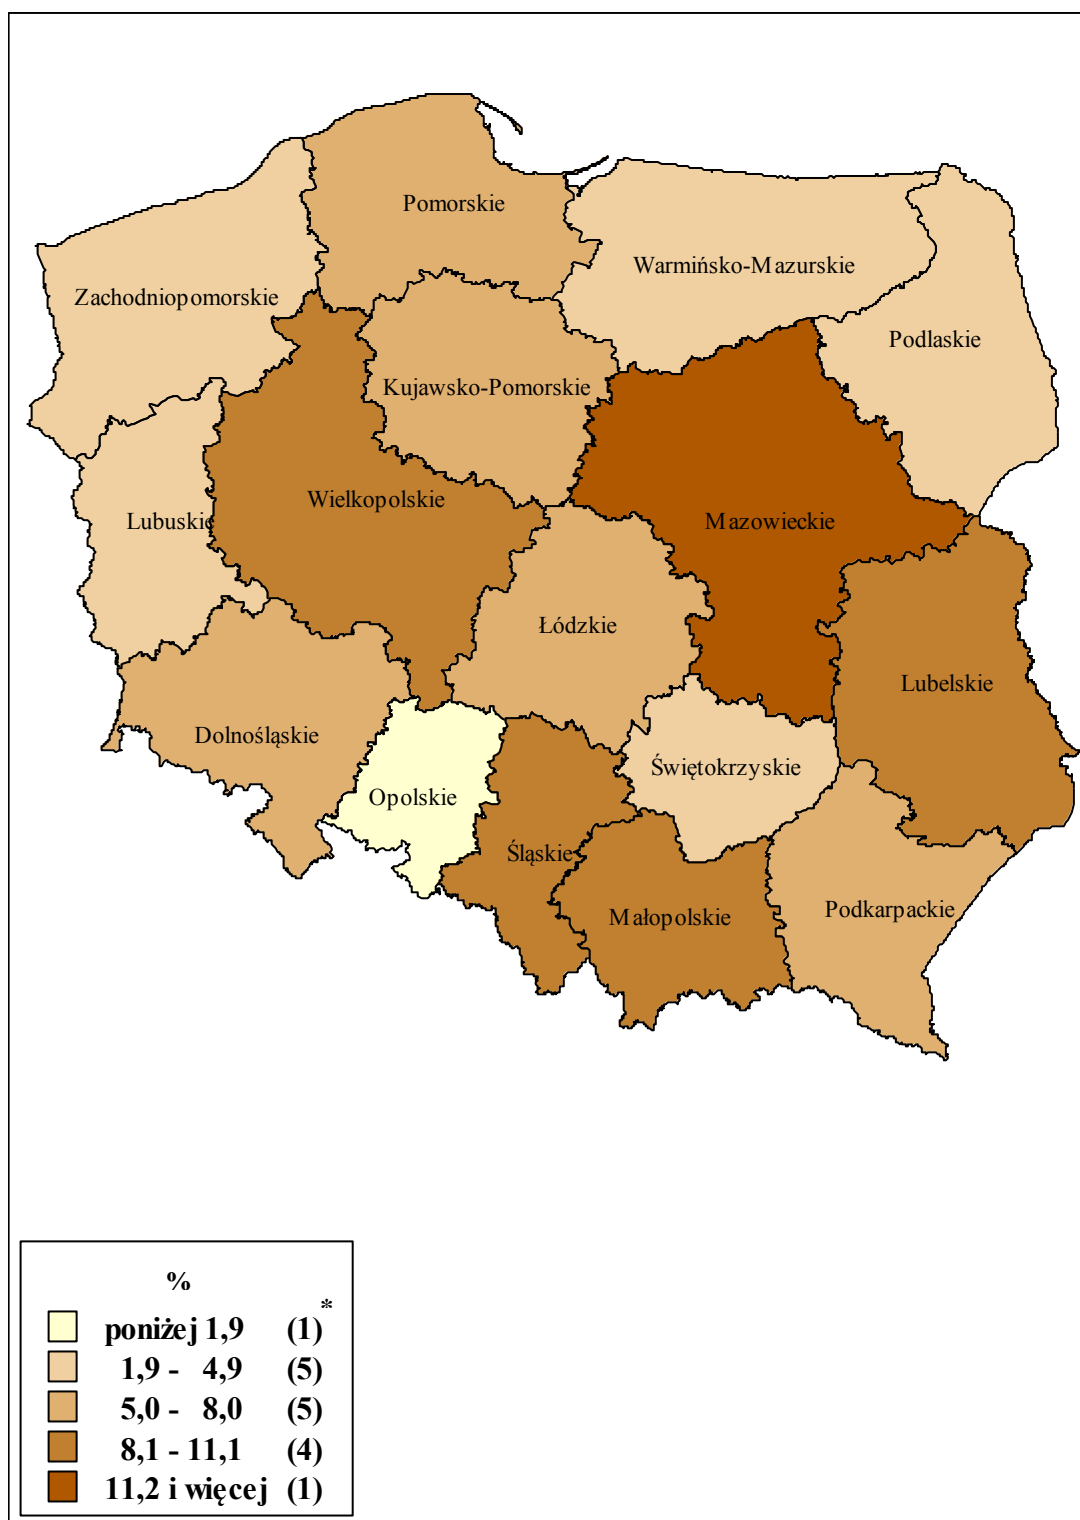 Pomorskie
Warmińsko-Mazurskie
Zachodniopomorskie
Podlaskie
Kujawsko-Pomorskie
Wielkopolskie
Lubuskie
Mazowieckie
Łódzkie
Lubelskie
Dolnośląskie
Świętokrzyskie
Opolskie
Śląskie
Podkarpackie
Małopolskie
%
poniżej 1,9 (1)*
1,9 - 4,9 (5)
5,0 - 8,0 (5)
8,1 - 11,1 (4)
11,2 i więcej (1)